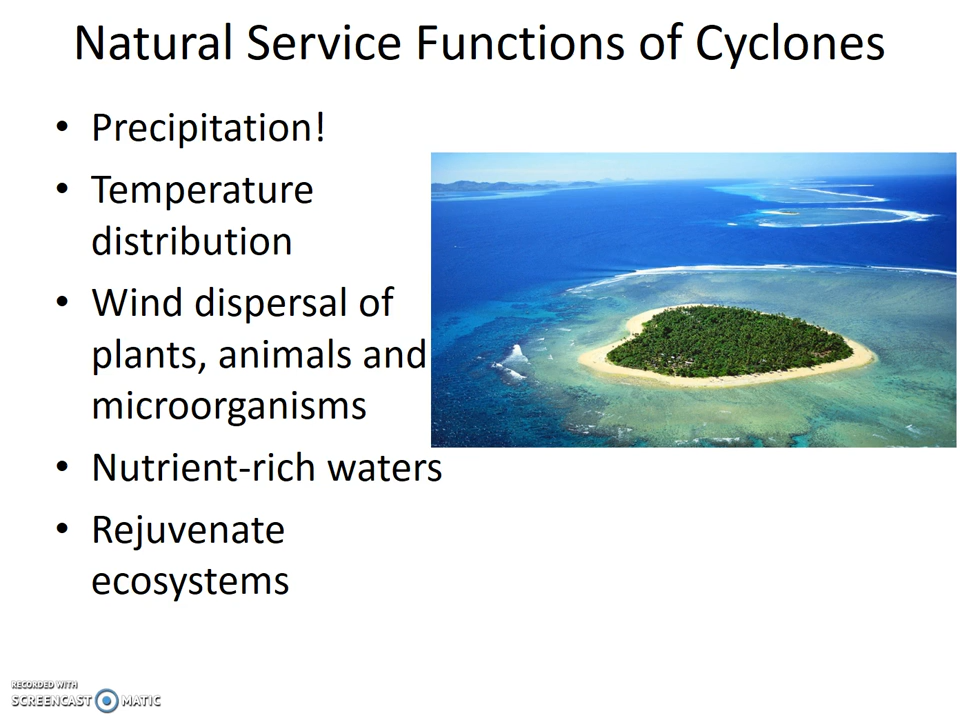 Natural Service Functions of Cyclones
• Precipitation!
• Temperature
distribution
• Wind dispersal of
plants, animals and
microorganisms
• Nutrient-rich waters
• Rejuvenate
ecosystems
RECORDED WITH
SCREENCAST MATIC